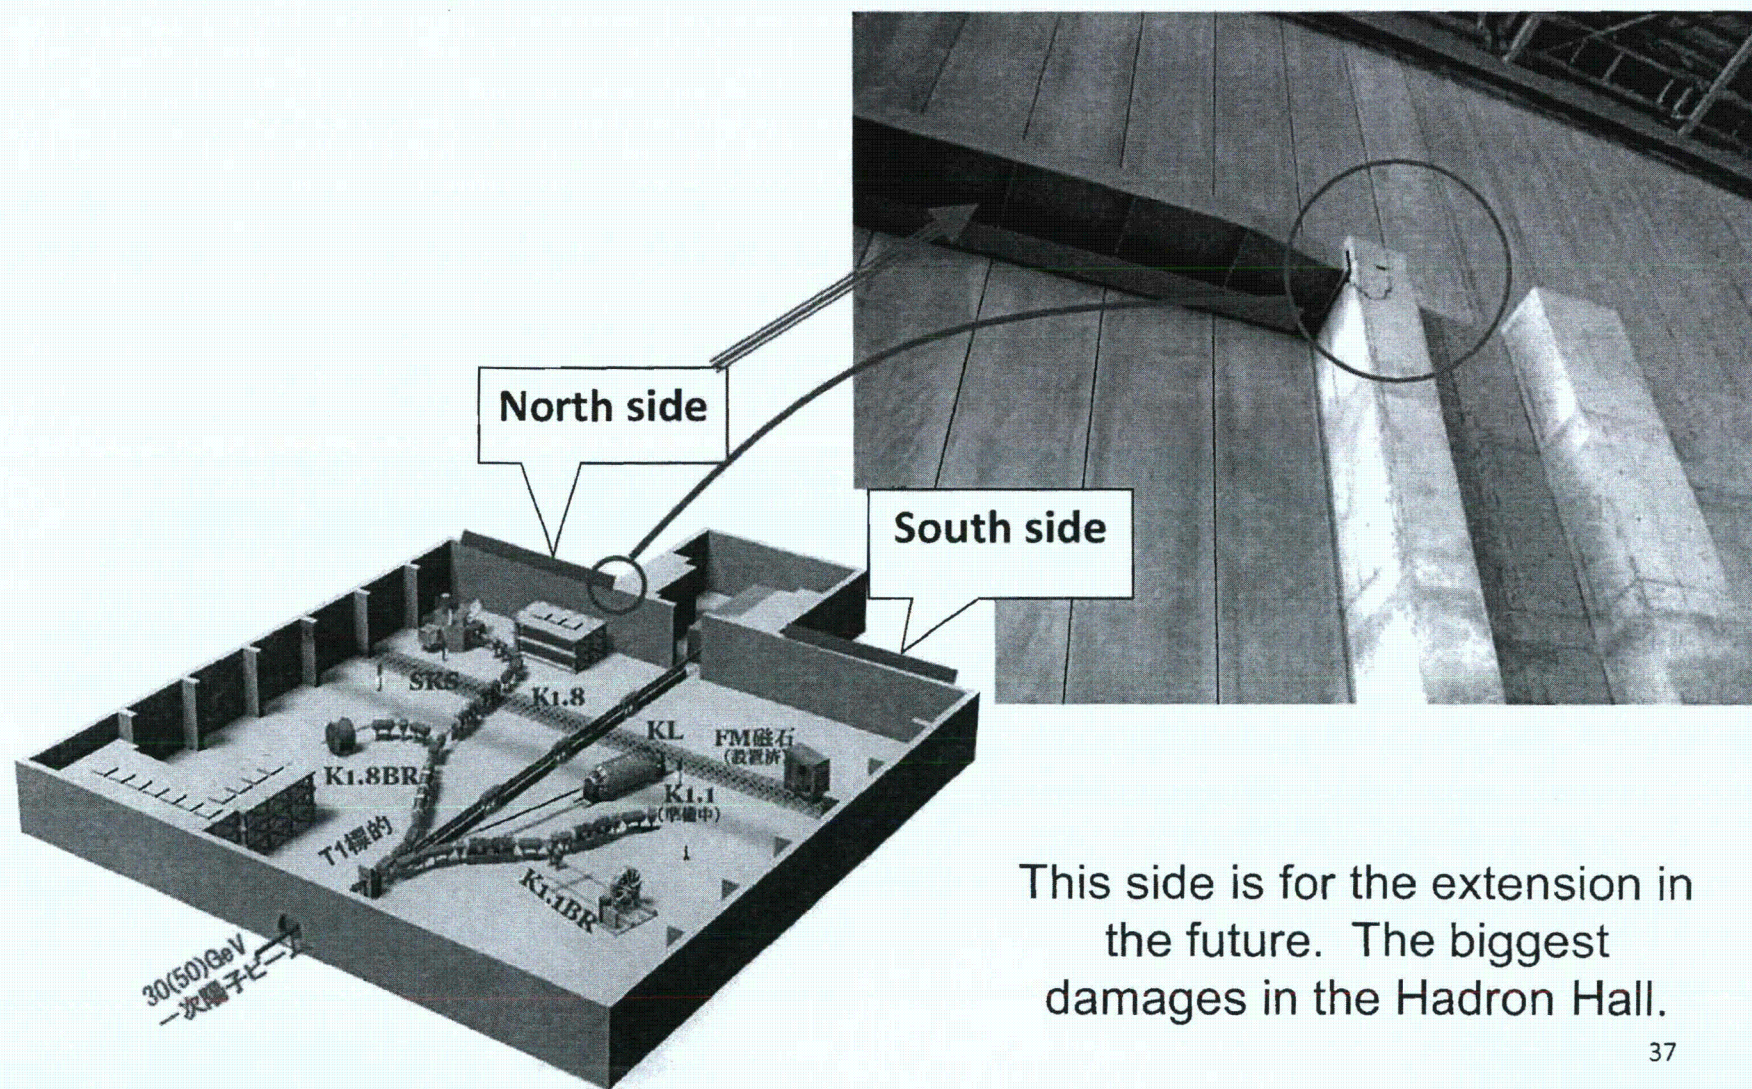 North side
South side
SKS
K1.8
KL
FM磁石
(設置済)
K1.8BR
K1.1
(準備中)
T1標的
K1.1BR
30(50)GeV
一次陽子ビーム
This side is for the extension in
the future. The biggest
damages in the Hadron Hall.
37